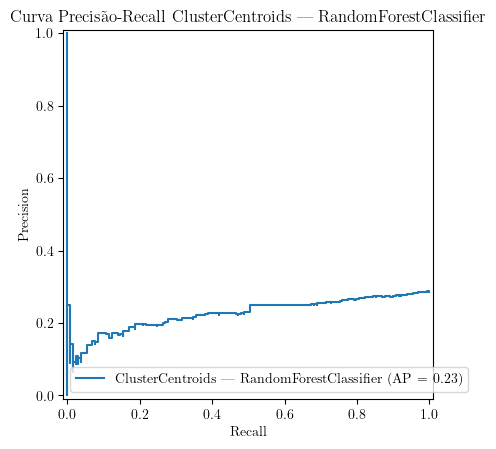 Curva Precisão-Recall ClusterCentroids — RandomForestClassifier
1.0
0.8
0.6
0.4
0.2
0.0
Precision
ClusterCentroids — RandomForestClassifier (AP = 0.23)
0.0 0.2 0.4 0.6 0.8 1.0
Recall